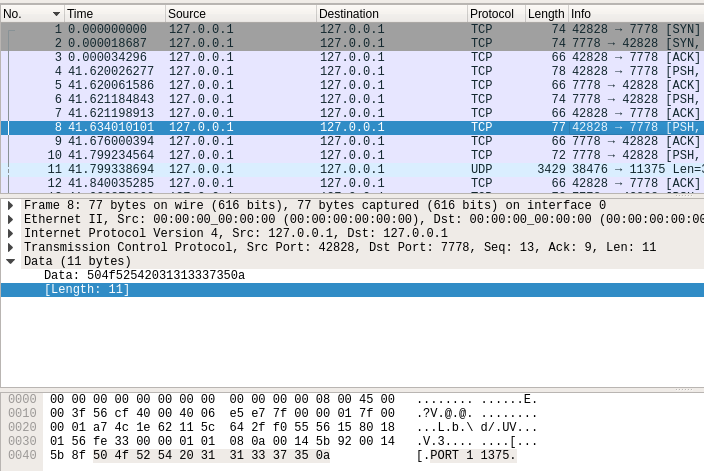 No. Time Source Destination Protocol Length Info
1 0.000000000 127.0.0.1 127.0.0.1 TCP 74 42828 → 7778 [SYN]
2 0.000018687 127.0.0.1 127.0.0.1 TCP 74 7778 → 42828 [SYN,
3 0.000034296 127.0.0.1 127.0.0.1 TCP 66 42828 → 7778 [ACK]
4 41.620026277 127.0.0.1 127.0.0.1 TCP 78 42828 → 7778 [PSH,
5 41.620061586 127.0.0.1 127.0.0.1 TCP 66 7778 → 42828 [ACK]
6 41.621184843 127.0.0.1 127.0.0.1 TCP 74 7778 → 42828 [PSH,
7 41.621198913 127.0.0.1 127.0.0.1 TCP 66 42828 → 7778 [ACK]
8 41.634010101 127.0.0.1 127.0.0.1 TCP 77 42828 → 7778 [PSH,
9 41.676000394 127.0.0.1 127.0.0.1 TCP 66 7778 → 42828 [ACK]
10 41.799234564 127.0.0.1 127.0.0.1 TCP 72 7778 → 42828 [PSH,
11 41.799338694 127.0.0.1 127.0.0.1 UDP 3429 38476 → 11375 Len=3
12 41.840035285 127.0.0.1 127.0.0.1 TCP 66 42828 → 7778 [ACK]
Frame 8: 77 bytes on wire (616 bits), 77 bytes captured (616 bits) on interface 0
Ethernet II, Src: 00:00:00_00:00:00 (00:00:00:00:00:00), Dst: 00:00:00_00:00:00 (00:00:00:00
Internet Protocol Version 4, Src: 127.0.0.1, Dst: 127.0.0.1
Transmission Control Protocol, Src Port: 42828, Dst Port: 7778, Seq: 13, Ack: 9, Len: 11
Data (11 bytes)
Data: 504f52542031313337350a
[Length: 11]
0000 00 00 00 00 00 00 00 00 00 00 00 00 08 00 45 00 ........ ......E.
0010 00 3f 56 cf 40 00 40 06 e5 e7 7f 00 00 01 7f 00 .?V.@.@. ........
0020 00 01 a7 4c 1e 62 11 5c 64 2f f0 55 56 15 80 18 ...L.b.\ d/.UV...
0030 01 56 fe 33 00 00 01 01 08 0a 00 14 5b 92 00 14 .V.3.... ....[...
0040 5b 8f 50 4f 52 54 20 31 31 33 37 35 0a [.PORT 1 1375.